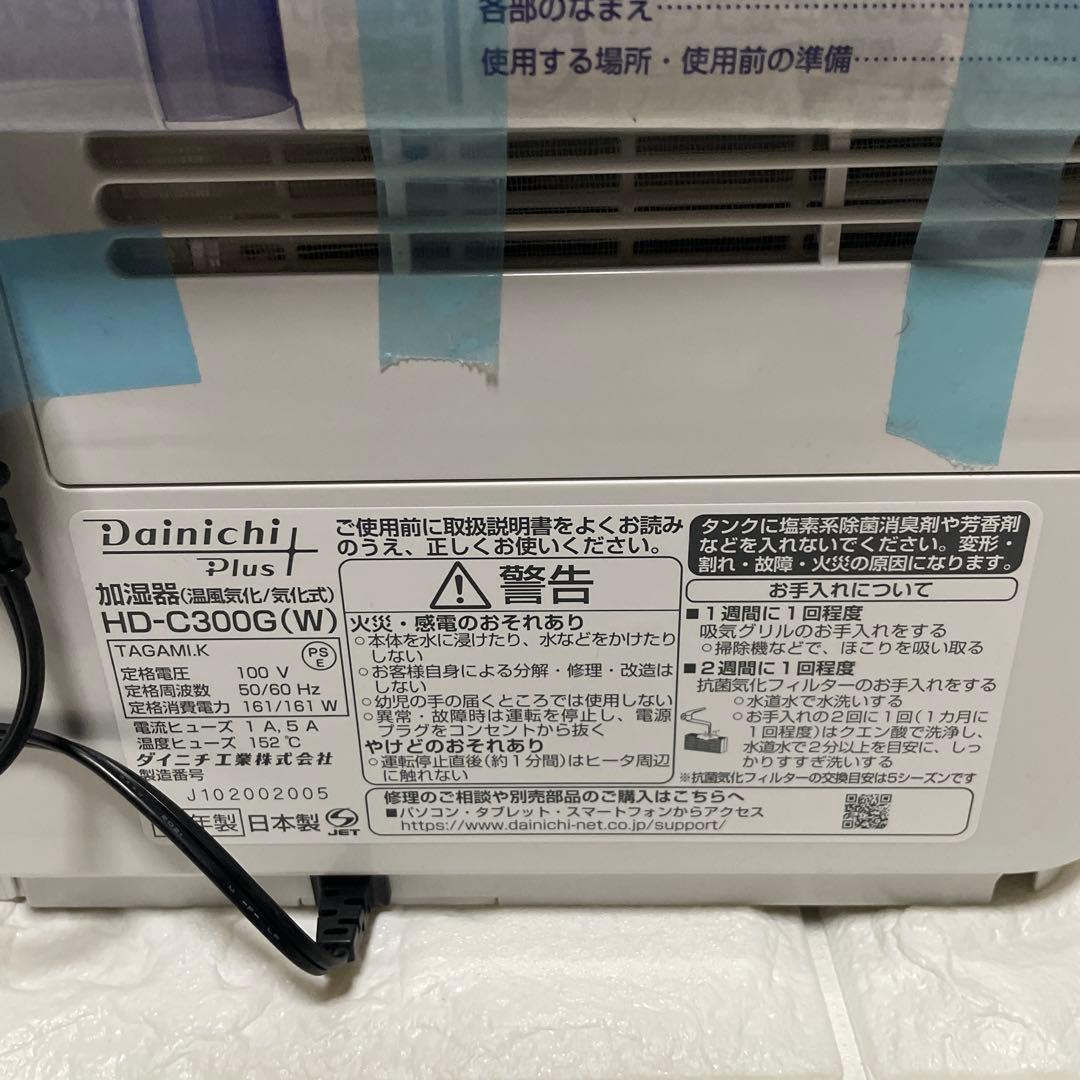 各部のなまえ
使用する場所・使用前の準備
Dainichi
Plus
加湿器(温風気化/気化式)
HD-C300G(W)
TAGAMI.K
PS
E
定格電圧 100 V
定格周波数 50/60 Hz
定格消費電力 161/161 W
電流ヒューズ 1 A, 5 A
温度ヒューズ 152℃
ダイニチ工業株式会社
製造番号
J102002005
年製 日本製
JET
ご使用前に取扱説明書をよくお読み
のうえ、正しくお使いください。
警告
火災・感電のおそれあり
○本体を水に浸けたり、水などをかけたり
しない
○お客様自身による分解・修理・改造は
しない
○幼児の手の届くところでは使用しない
○異常・故障時は運転を停止し、電源
プラグをコンセントから抜く
やけどのおそれあり
○運転停止直後(約1分間)はヒータ周辺
に触れない
タンクに塩素系除菌消臭剤や芳香剤
などを入れないでください。変形・
割れ・故障・火災の原因になります。
お手入れについて
■1週間に1回程度
吸気グリルのお手入れをする
○掃除機などで、ほこりを吸い取る
■2週間に1回程度
抗菌気化フィルターのお手入れをする
○水道水で水洗いする
○お手入れの2回に1回(1カ月に
1回程度)はクエン酸で洗浄し、
水道水で2分以上を目安に、しっ
かりすすぎ洗いする
※抗菌気化フィルターの交換目安は5シーズンです
修理のご相談や別売部品のご購入はこちらへ
■パソコン・タブレット・スマートフォンからアクセス
https://www.dainichi-net.co.jp/support/